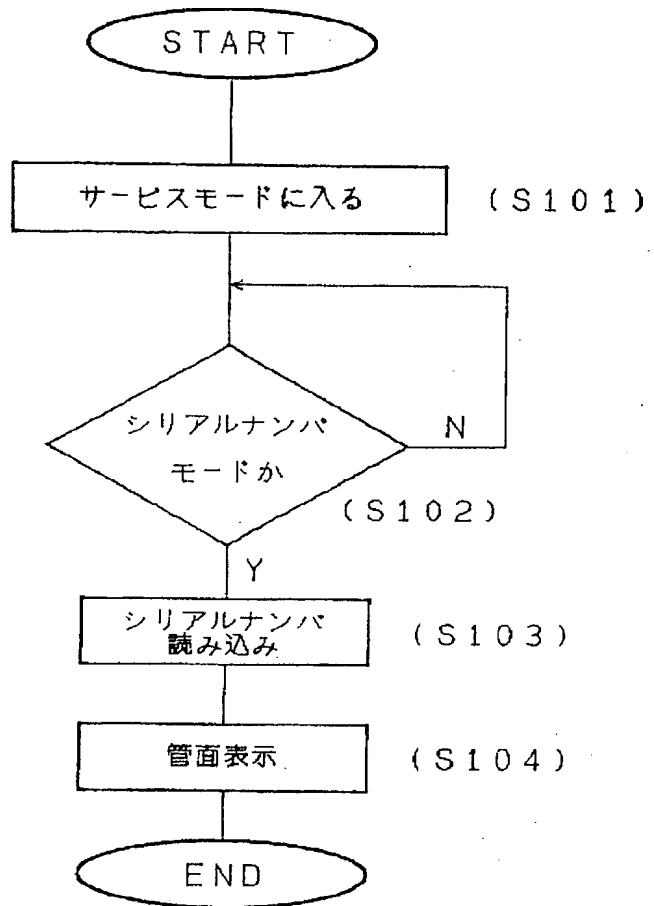 START
サービスモードに入る
(S101)
シリアルナンバ
モードか
N
(S102)
Y
シリアルナンバ
読み込み
(S103)
管面表示
(S104)
END